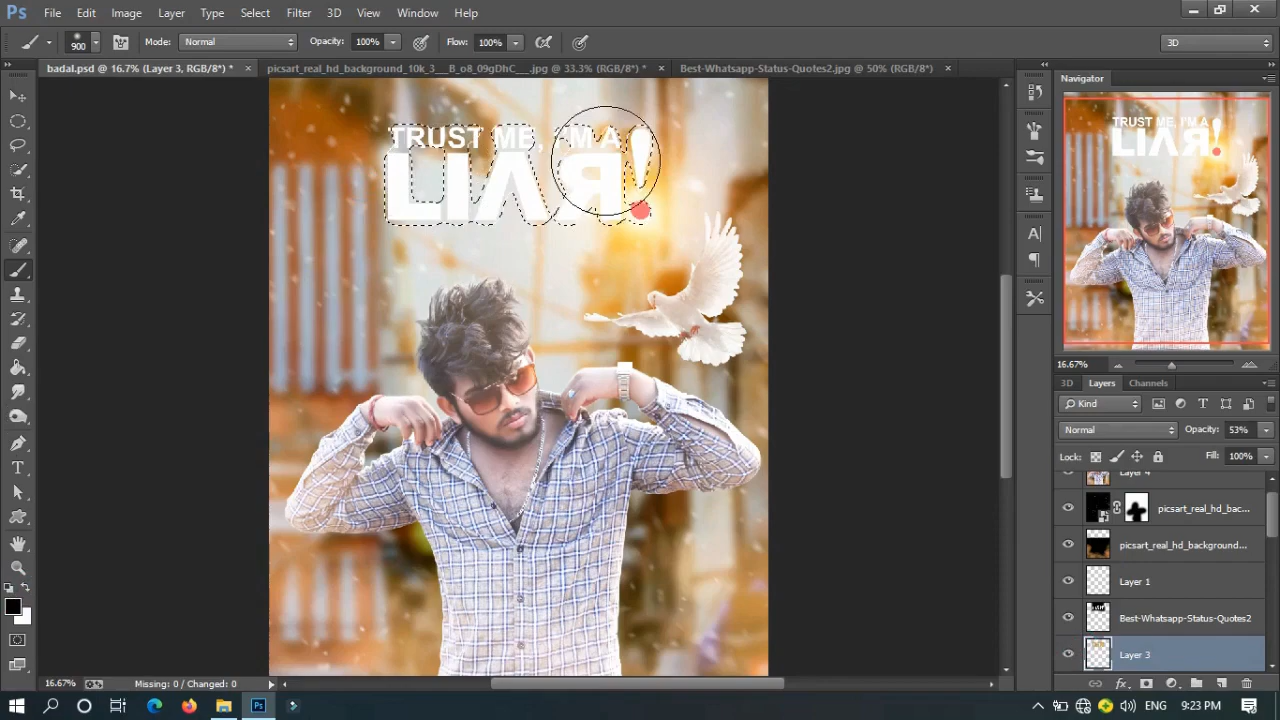 Ps File Edit Image Layer Type Select Filter 3D View Window Help
900 Mode: Normal Opacity: 100% Flow: 100% 3D
badal.psd @ 16.7% (Layer 3, RGB/8*) * × picsart_real_hd_background_10k_3___B_o8_09gDhC___.jpg @ 33.3% (RGB/8*) * × Best-Whatsapp-Status-Quotes2.jpg @ 50% (RGB/8*) ×
Navigator
TRUST ME, I'M A
LIAR!
TRUST ME, I'M A
LIAR!
16.67%
3D Layers Channels
Kind
Normal Opacity: 53%
Lock: Fill: 100%
Layer 4
picsart_real_hd_bac...
picsart_real_hd_background...
Layer 1
Best-Whatsapp-Status-Quotes2
Layer 3
16.67% Missing: 0 / Changed: 0
ENG 9:23 PM